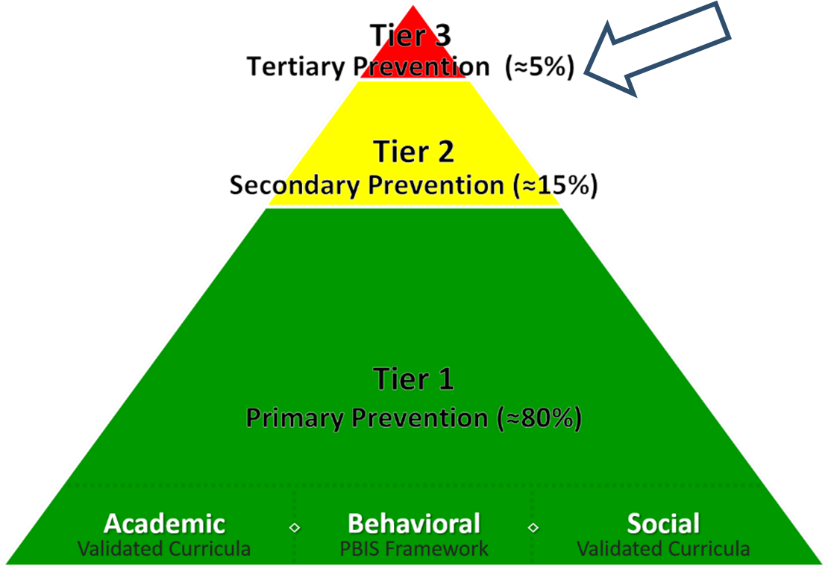 Tier 3
Tertiary Prevention (≈5%)
Tier 2
Secondary Prevention (≈15%)
Tier 1
Primary Prevention (≈80%)
Academic ◇ Behavioral ◇ Social
Validated Curricula PBIS Framework Validated Curricula